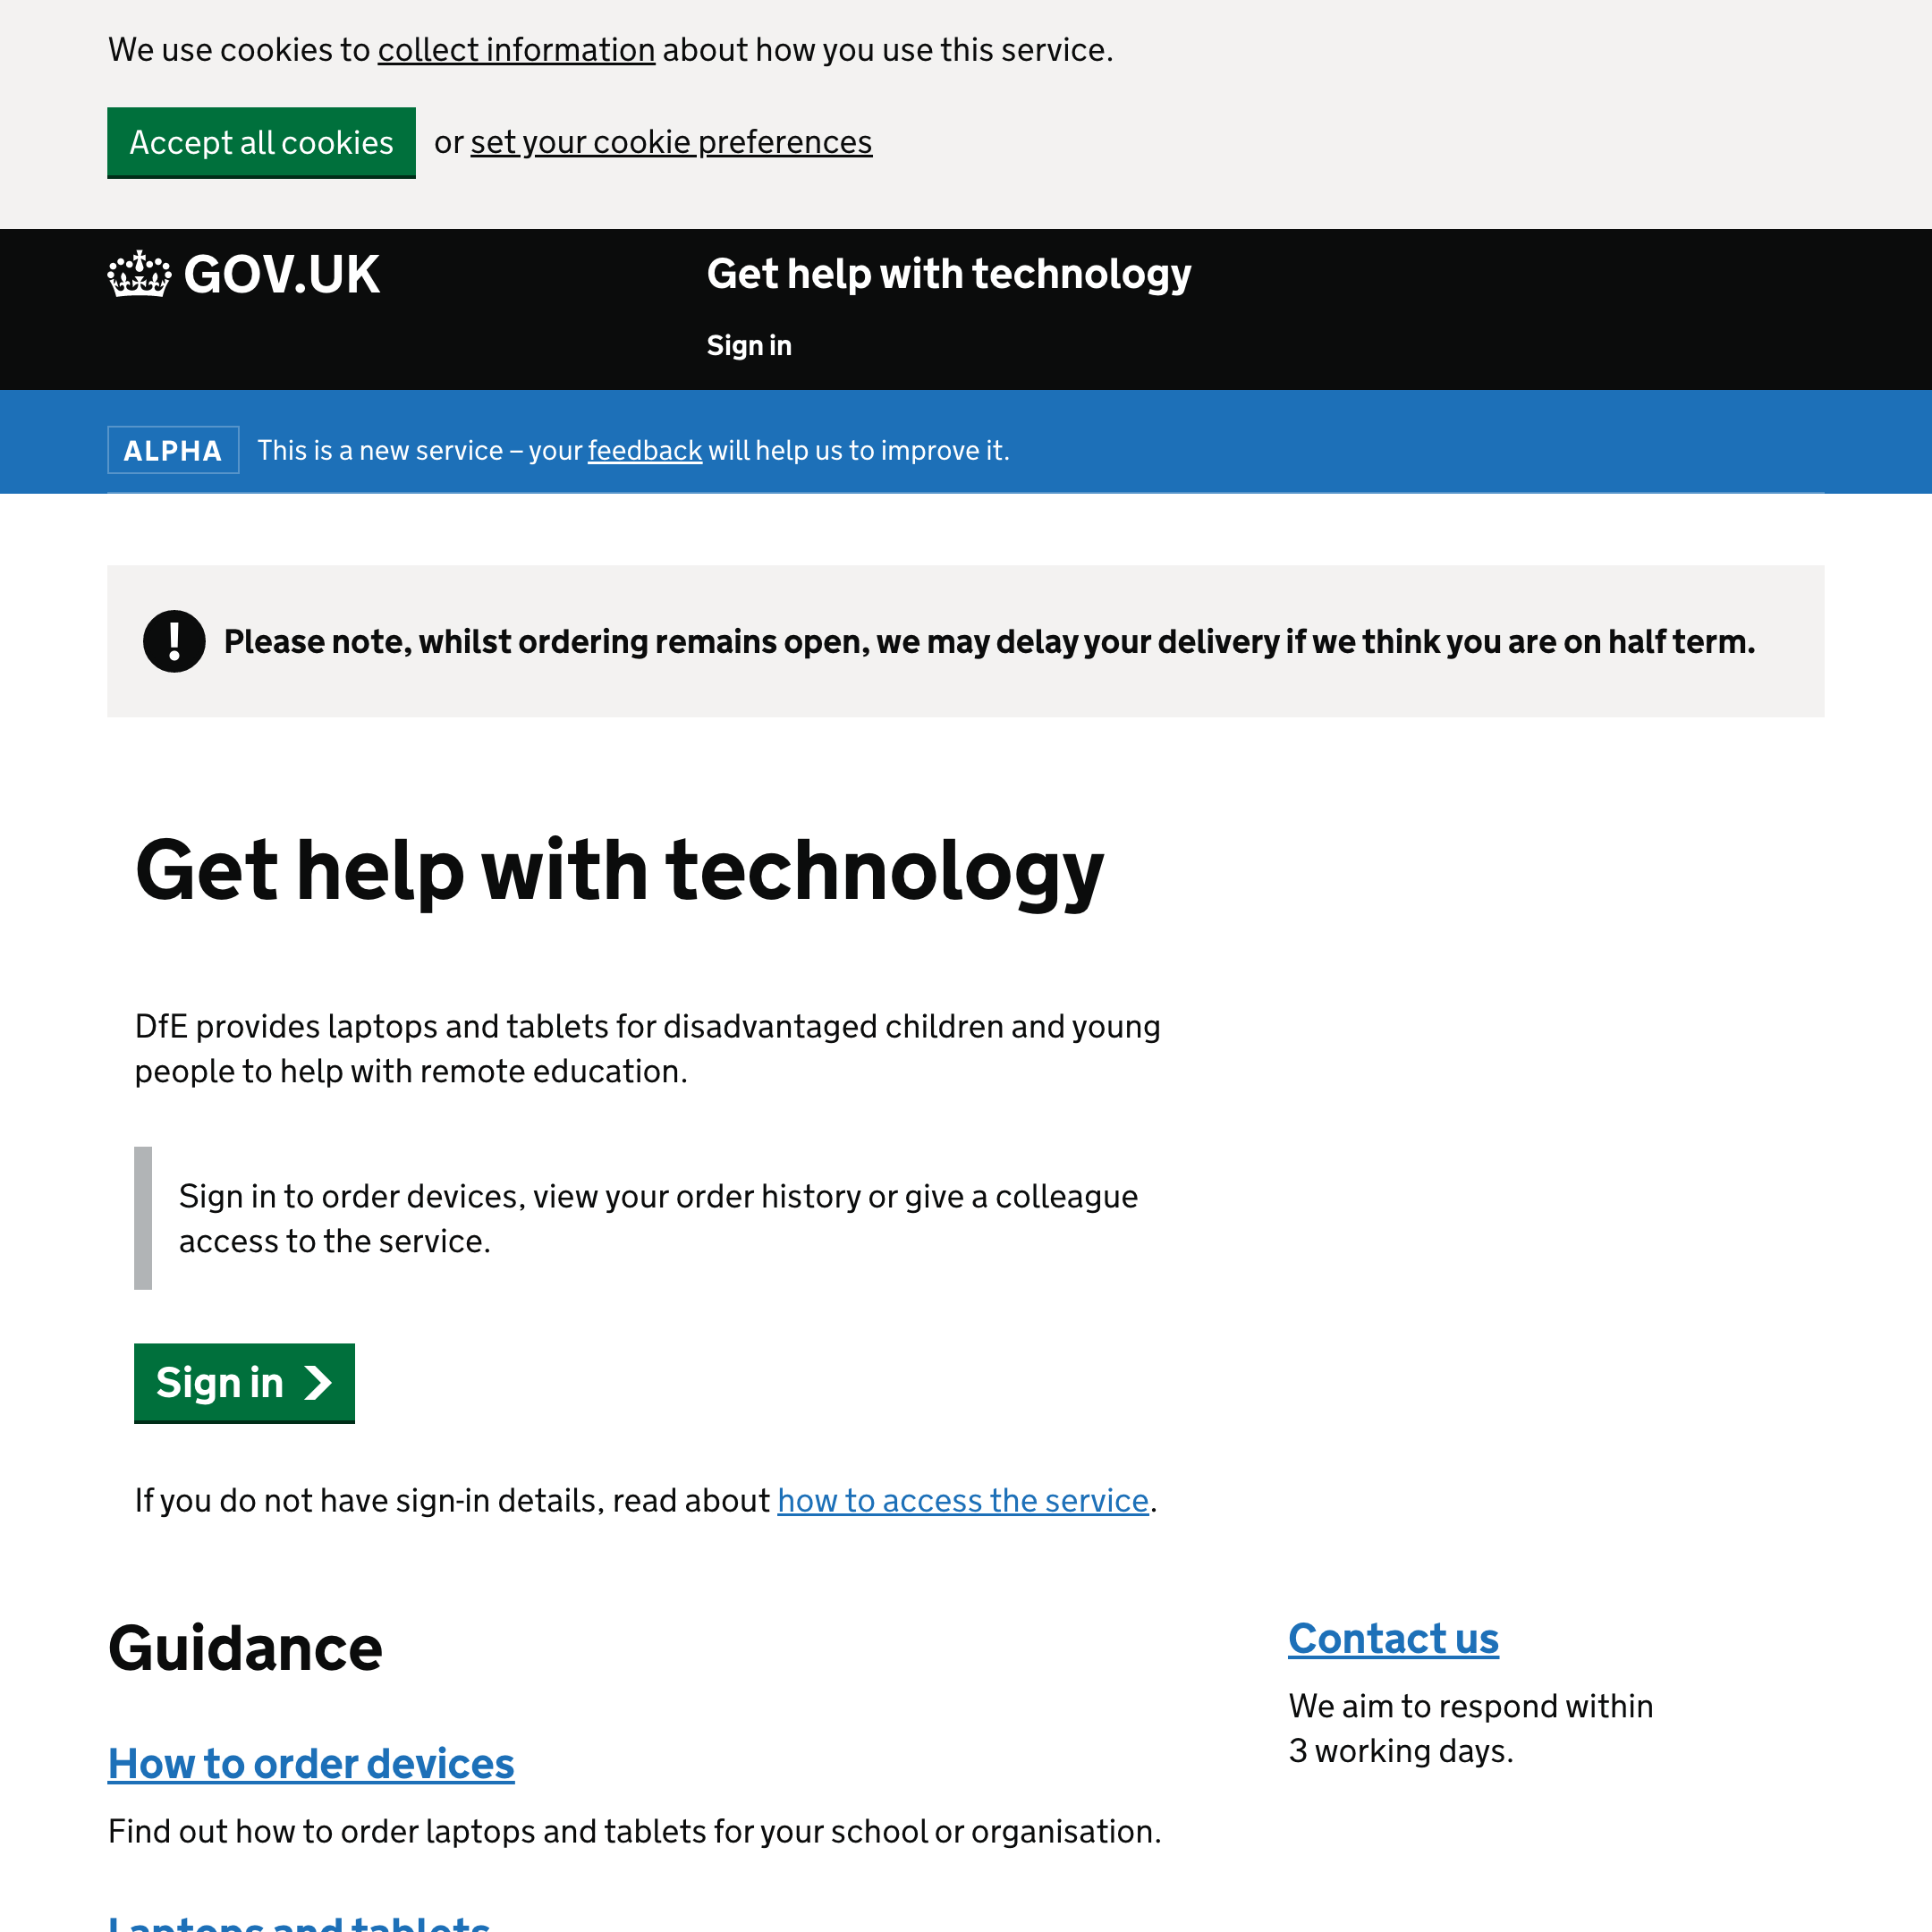 We use cookies to collect information about how you use this service.
Accept all cookies or set your cookie preferences
GOV.UK
Get help with technology
Sign in
ALPHA This is a new service – your feedback will help us to improve it.
! Please note, whilst ordering remains open, we may delay your delivery if we think you are on half term.
Get help with technology
DfE provides laptops and tablets for disadvantaged children and young
people to help with remote education.
Sign in to order devices, view your order history or give a colleague
access to the service.
Sign in
If you do not have sign-in details, read about how to access the service.
Guidance
How to order devices
Find out how to order laptops and tablets for your school or organisation.
Laptops and tablets
Contact us
We aim to respond within
3 working days.